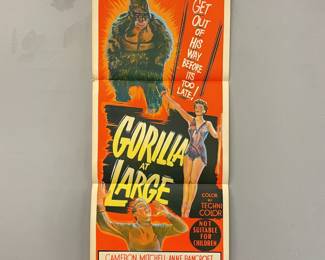 GET OUT
OF HIS
WAY BEFORE
ITS TOO
LATE!
GORILLA
AT
LARGE
COLOR
BY
TECHNI
COLOR
NOT
SUITABLE FOR
CHILDREN
CAMERON MITCHELL·ANNE BANCROFT